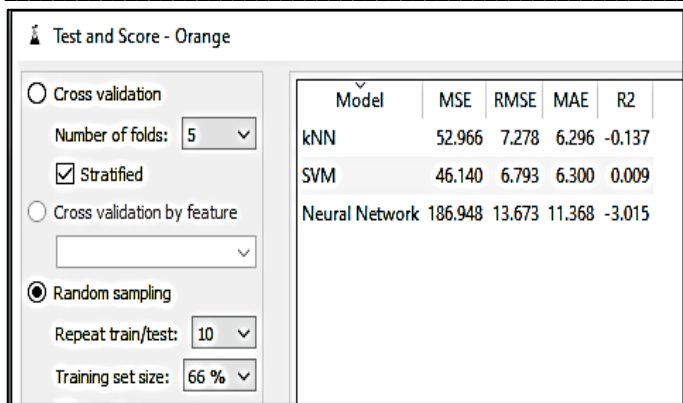 Test and Score - Orange
Cross validation
Number of folds: 5
Stratified
Cross validation by feature
Random sampling
Repeat train/test: 10
Training set size: 66 %
Model MSE RMSE MAE R2
kNN 52.966 7.278 6.296 -0.137
SVM 46.140 6.793 6.300 0.009
Neural Network 186.948 13.673 11.368 -3.015